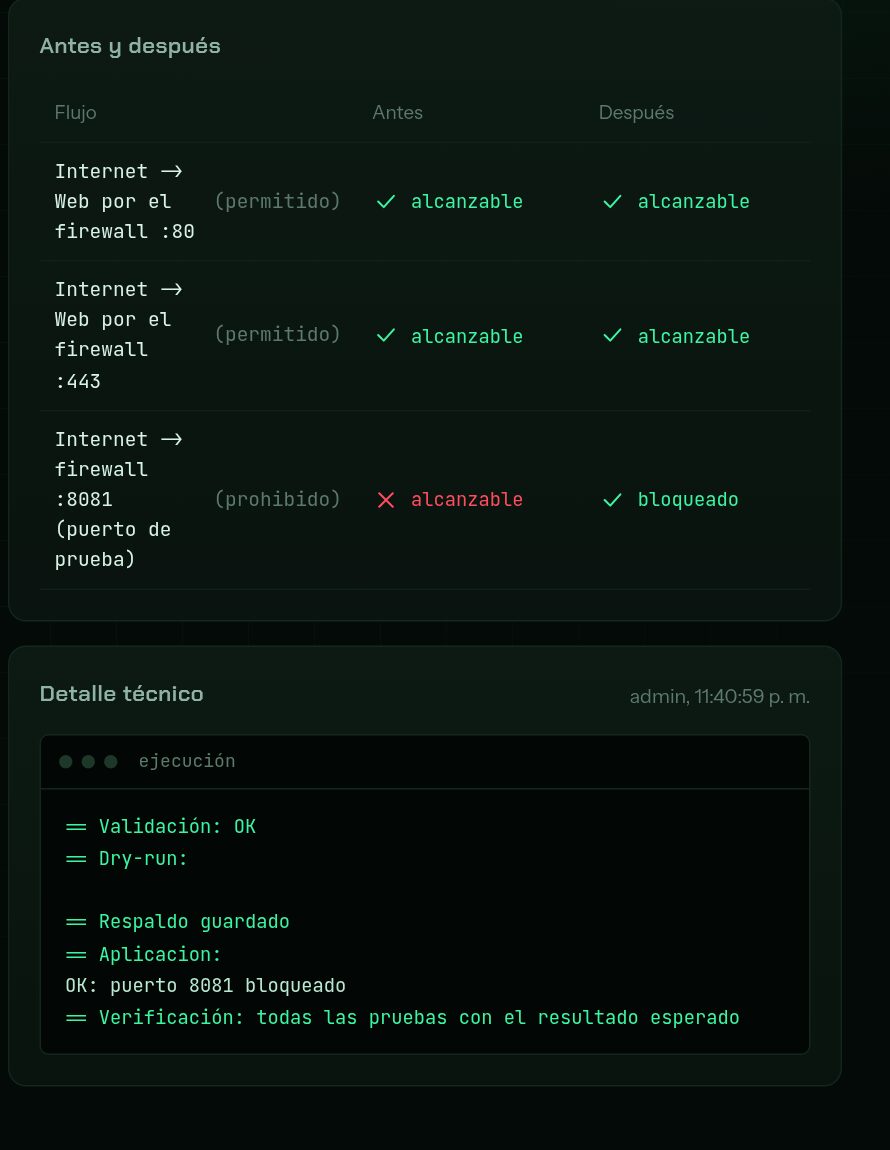 Antes y después
Flujo Antes Después
Internet →
Web por el
firewall :80
(permitido) ✓ alcanzable ✓ alcanzable
Internet →
Web por el
firewall
:443
(permitido) ✓ alcanzable ✓ alcanzable
Internet →
firewall
:8081
(puerto de
prueba)
(prohibido) ✕ alcanzable ✓ bloqueado
Detalle técnico admin, 11:40:59 p. m.
ejecución
== Validación: OK
== Dry-run:
== Respaldo guardado
== Aplicacion:
OK: puerto 8081 bloqueado
== Verificación: todas las pruebas con el resultado esperado